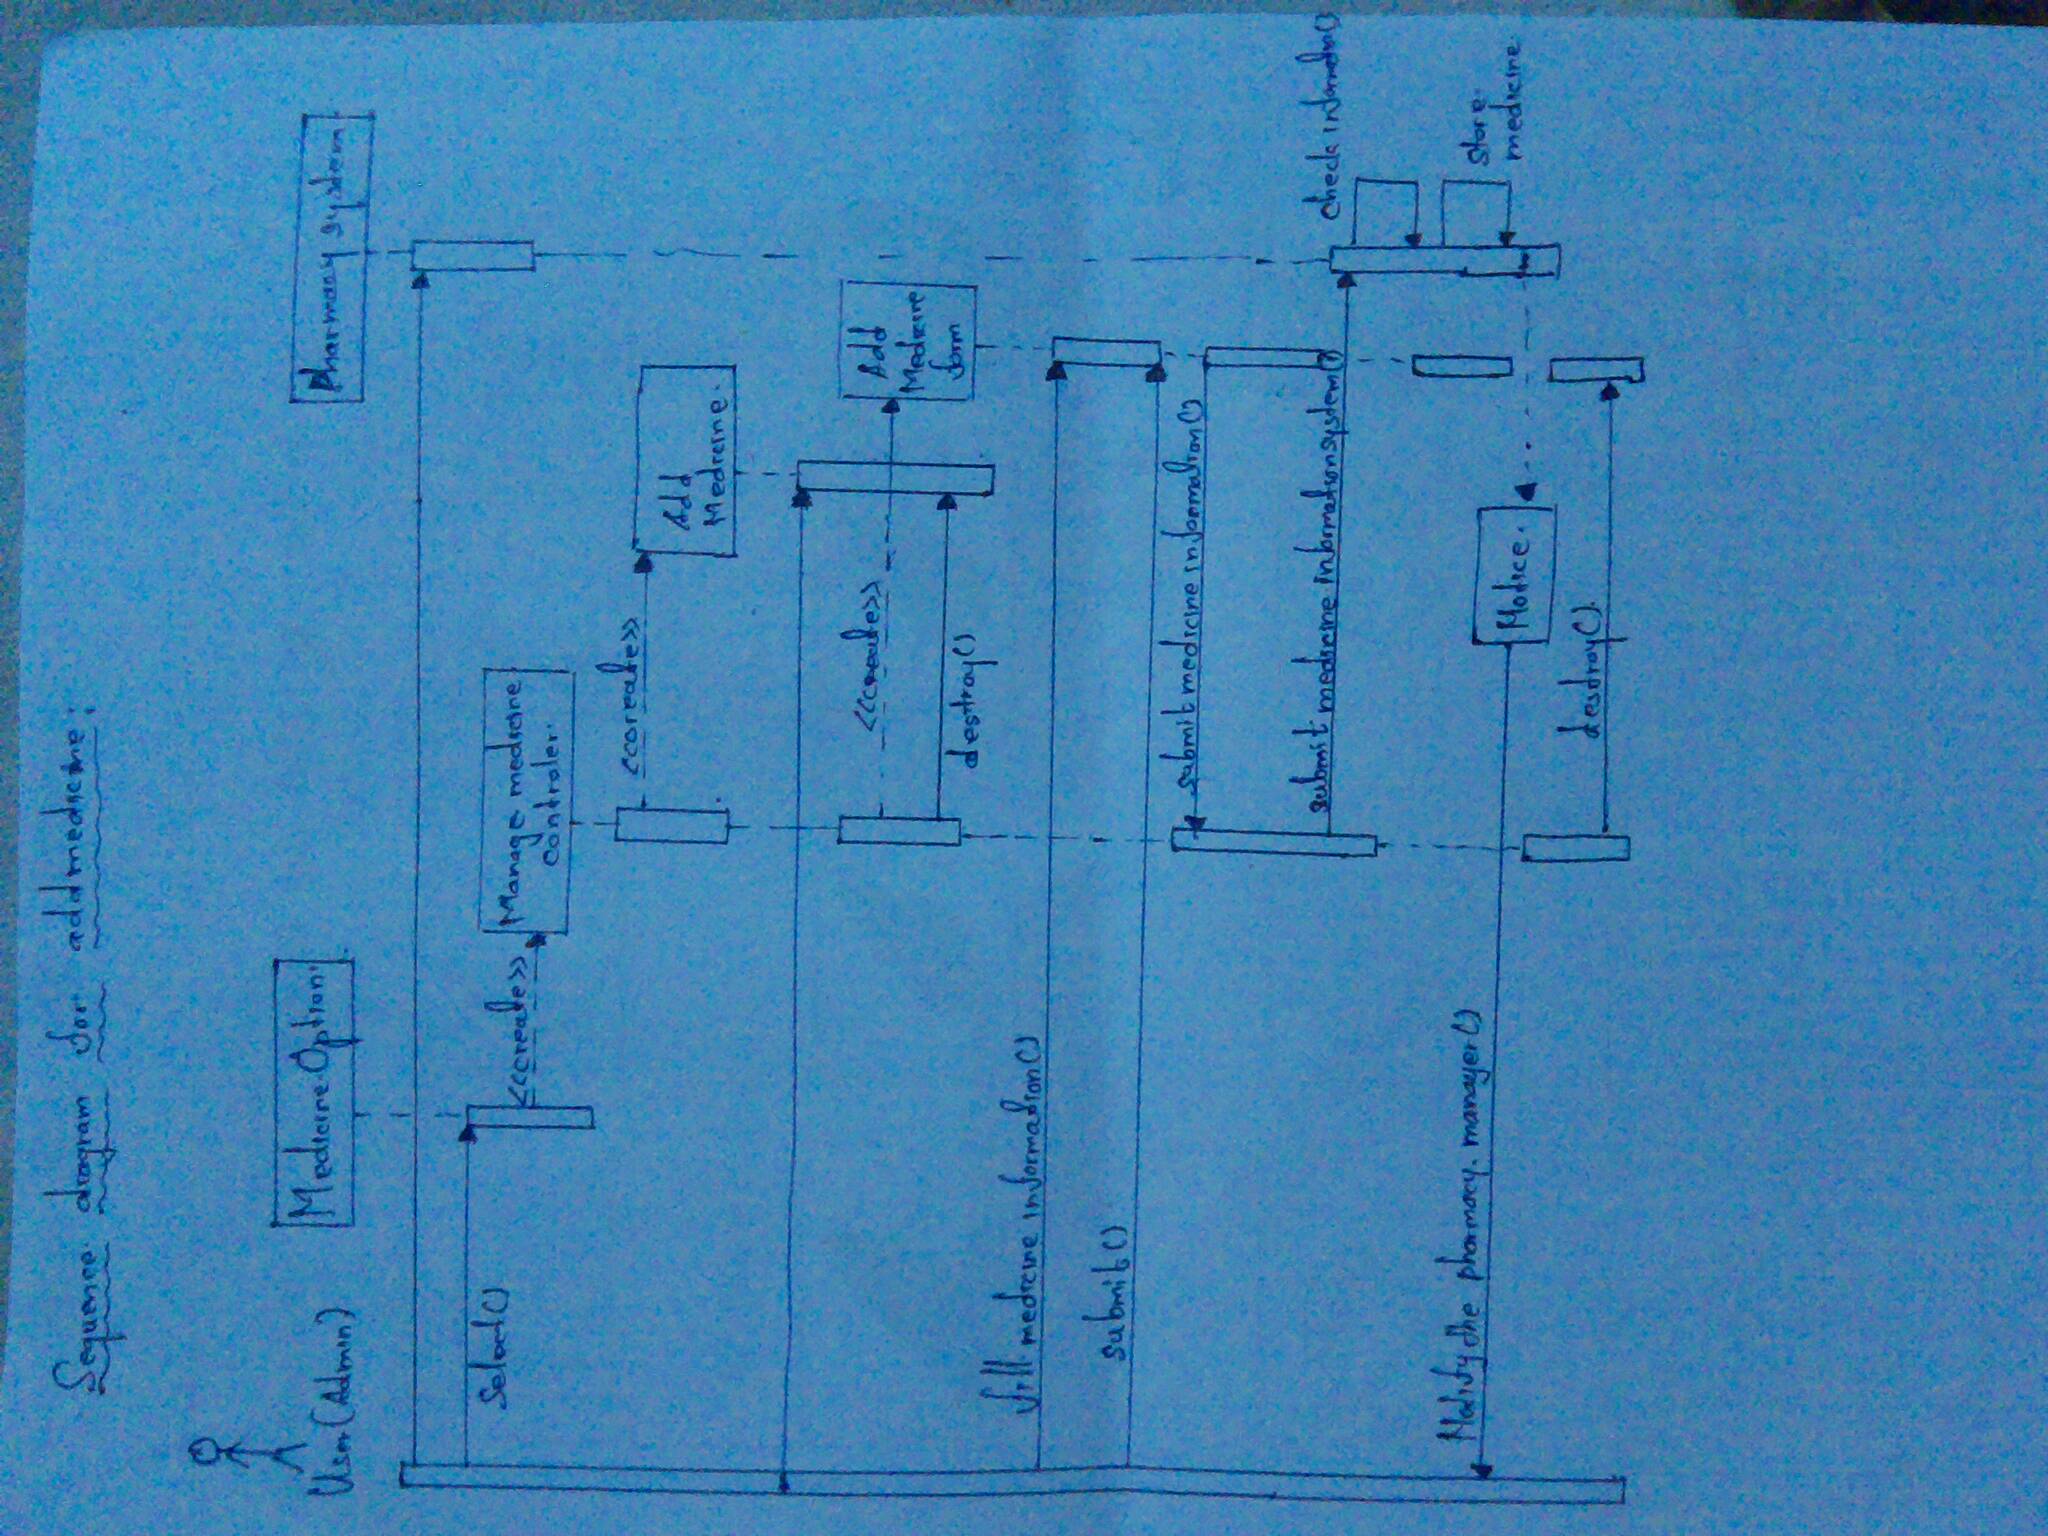 Sequence diagram for addmedicine:
User(Admin)
Medicine Option.
Pharmacy system.
Select()
<<create>>
Manage medicine
controler.
<<coreate>>
Add
Medicine.
<<create>>
Add
Medicine
form
destroy()
fill medicine information()
submit()
submit medicine information()
submit medicine informationsystem()
check information()
Notify the pharmacy manager()
store
medicine.
Notice.
destroy().